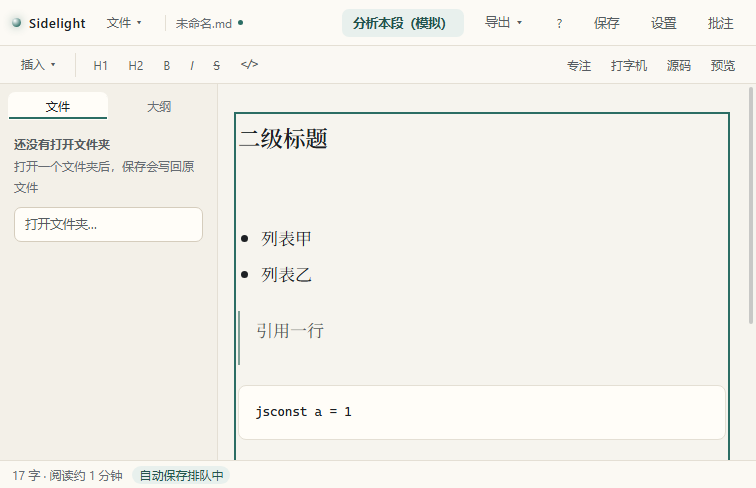 Sidelight 文件 未命名.md 分析本段（模拟） 导出 ? 保存 设置 批注
插入 H1 H2 B I S </> 专注 打字机 源码 预览
文件 大纲
还没有打开文件夹
打开一个文件夹后，保存会写回原
文件
打开文件夹...
二级标题
列表甲
列表乙
引用一行
jsconst a = 1
17 字 · 阅读约 1 分钟 自动保存排队中